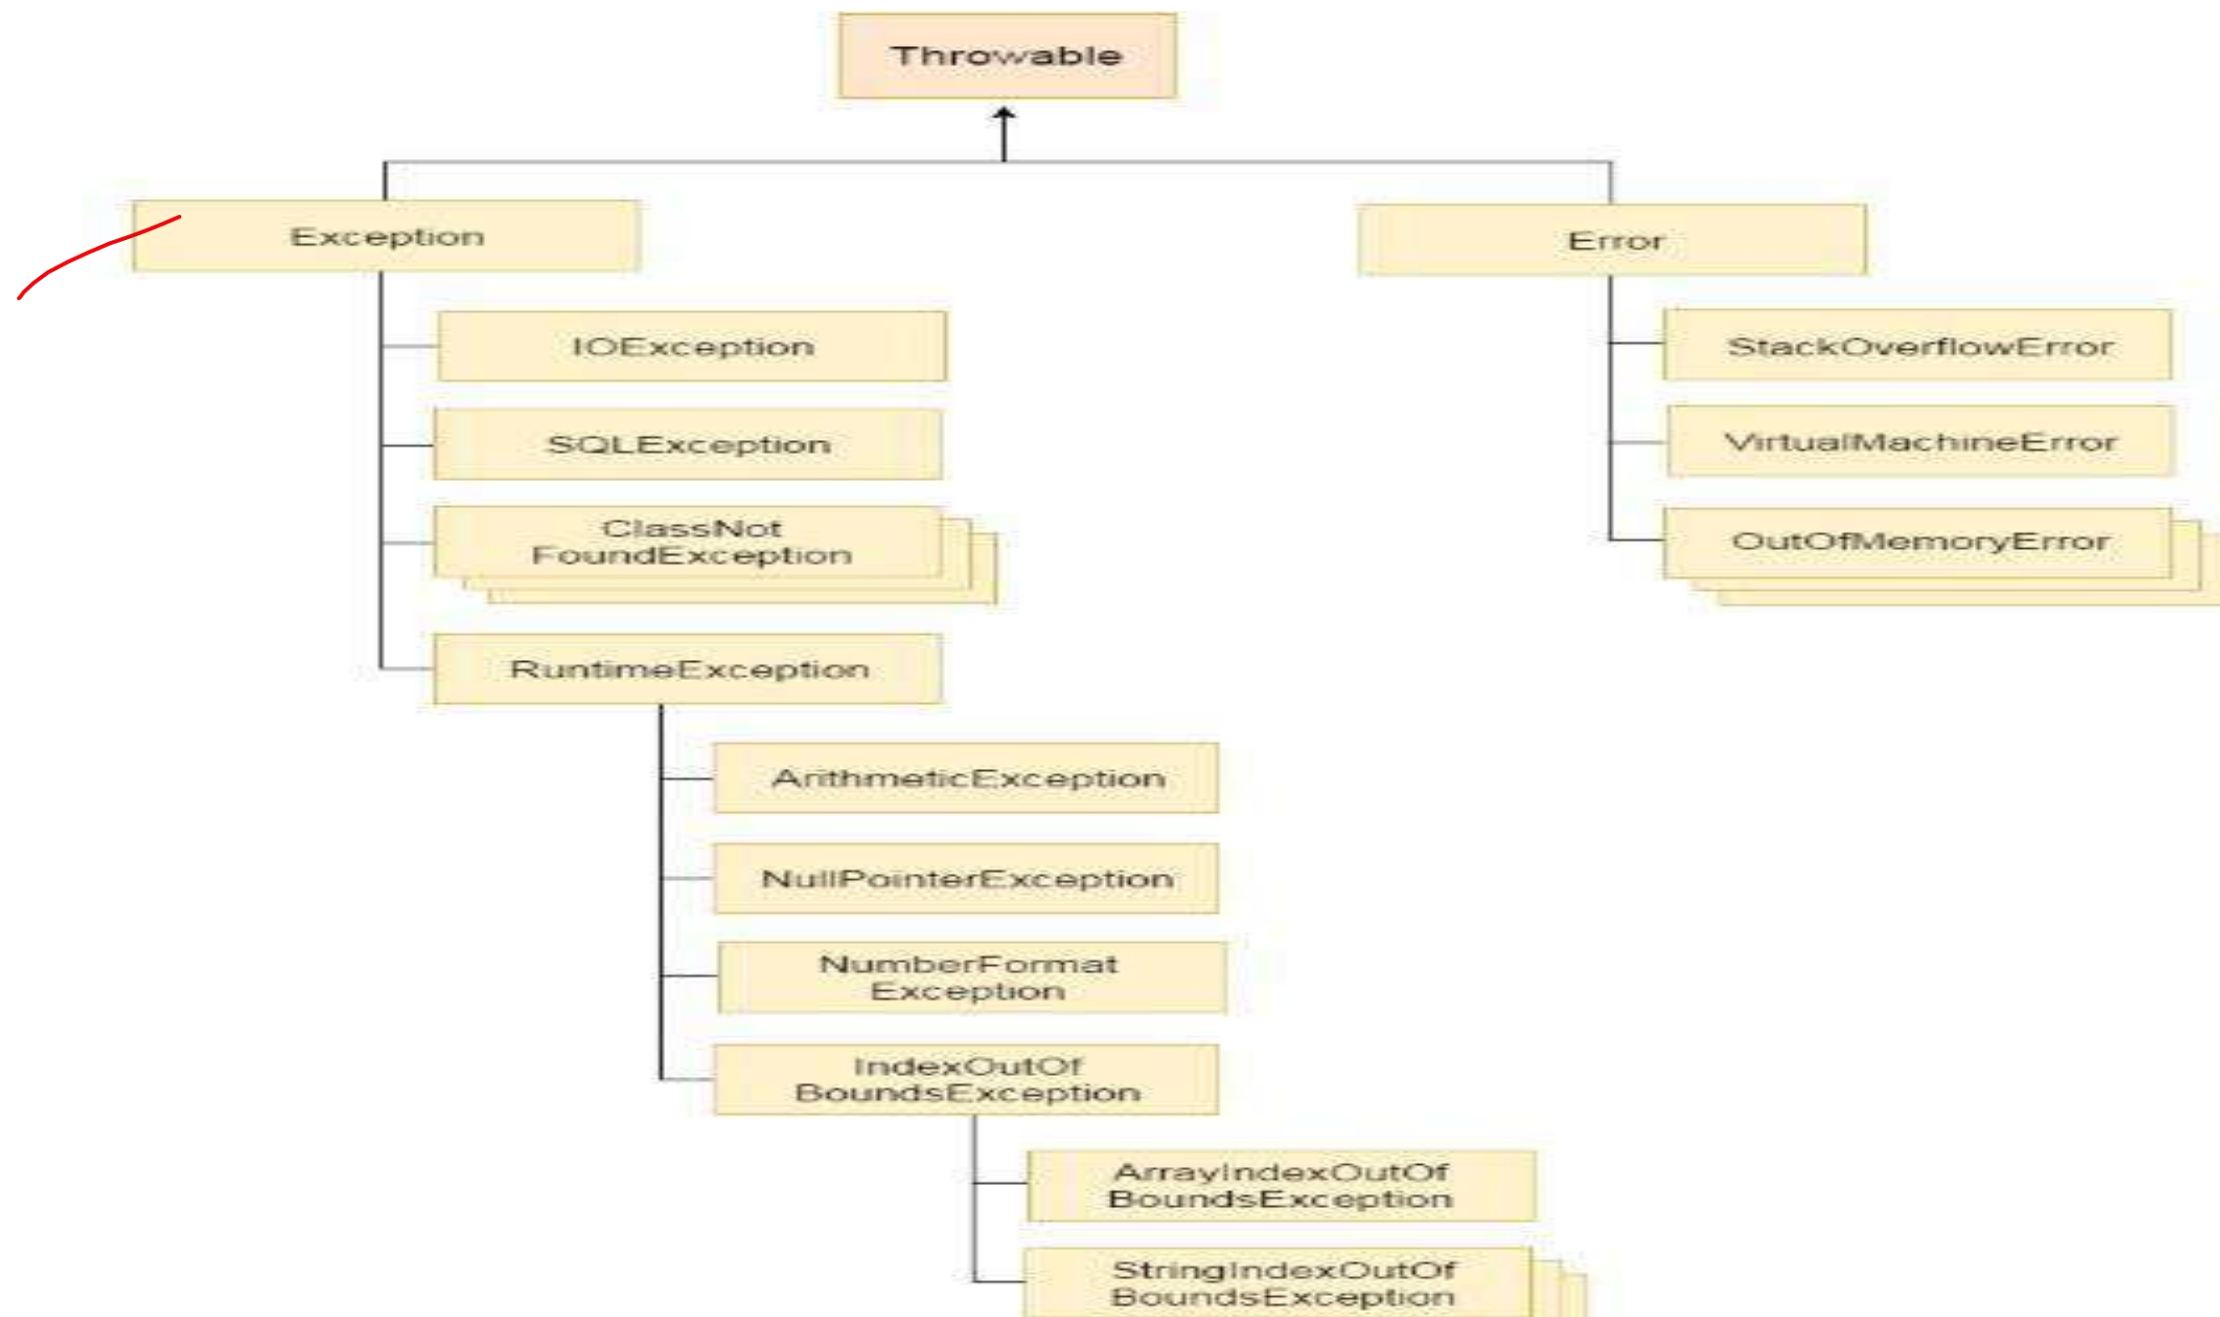 Throwable
Exception
Error
IOException
StackOverflowError
SQLException
VirtualMachineError
ClassNot
FoundException
OutOfMemoryError
RuntimeException
ArithmeticException
NullPointerException
NumberFormat
Exception
IndexOutOf
BoundsException
ArrayIndexOutOf
BoundsException
StringIndexOutOf
BoundsException